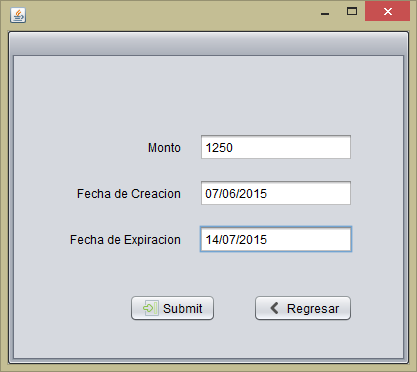 Monto 1250
Fecha de Creacion 07/06/2015
Fecha de Expiracion 14/07/2015
Submit Regresar